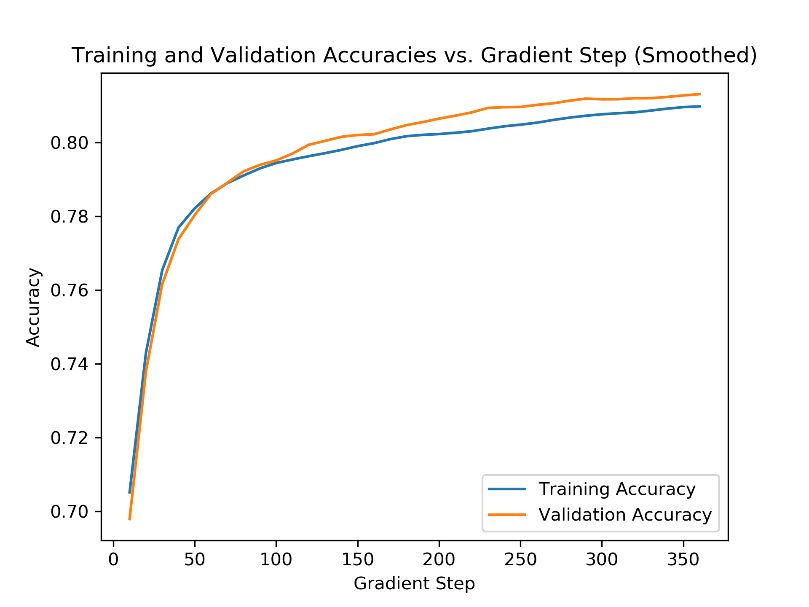 Training and Validation Accuracies vs. Gradient Step (Smoothed)
Accuracy
0.80
0.78
0.76
0.74
0.72
0.70
Training Accuracy
Validation Accuracy
0 50 100 150 200 250 300 350
Gradient Step